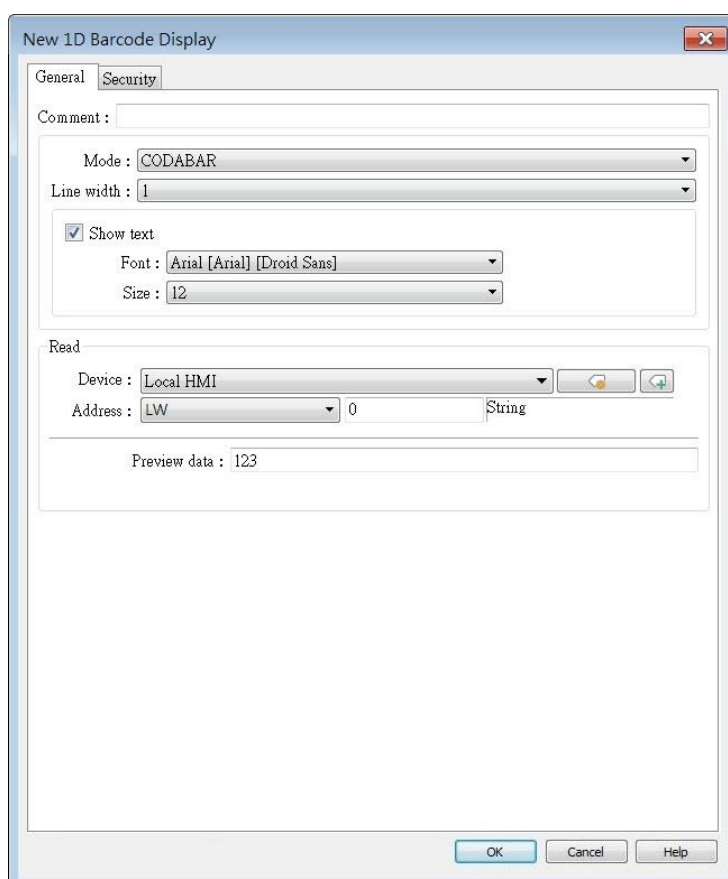 New 1D Barcode Display
General Security
Comment :
Mode : CODABAR
Line width : 1
Show text
Font : Arial [Arial] [Droid Sans]
Size : 12
Read
Device : Local HMI
Address : LW 0 String
Preview data : 123
OK Cancel Help